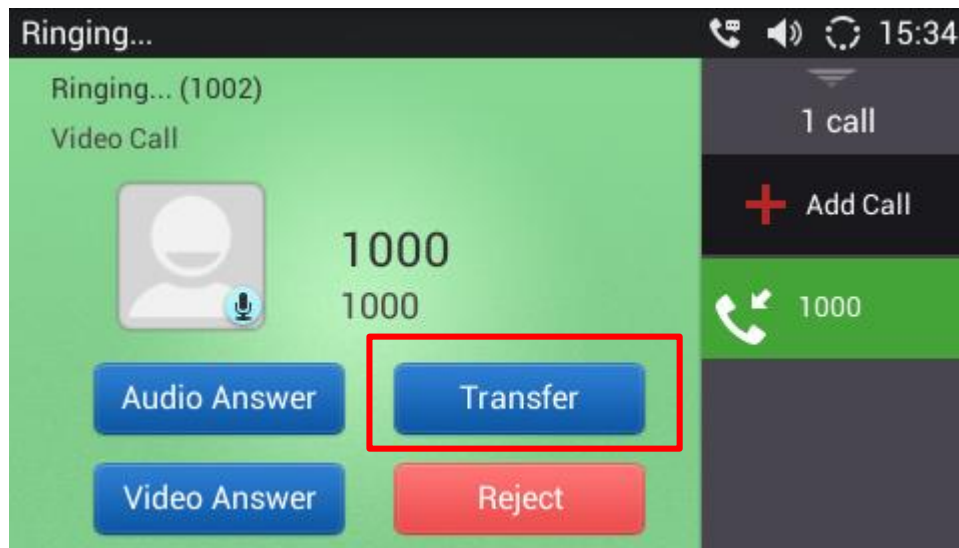 Ringing...
15:34
Ringing... (1002)
Video Call
1000
1000
Audio Answer
Transfer
Video Answer
Reject
1 call
Add Call
1000